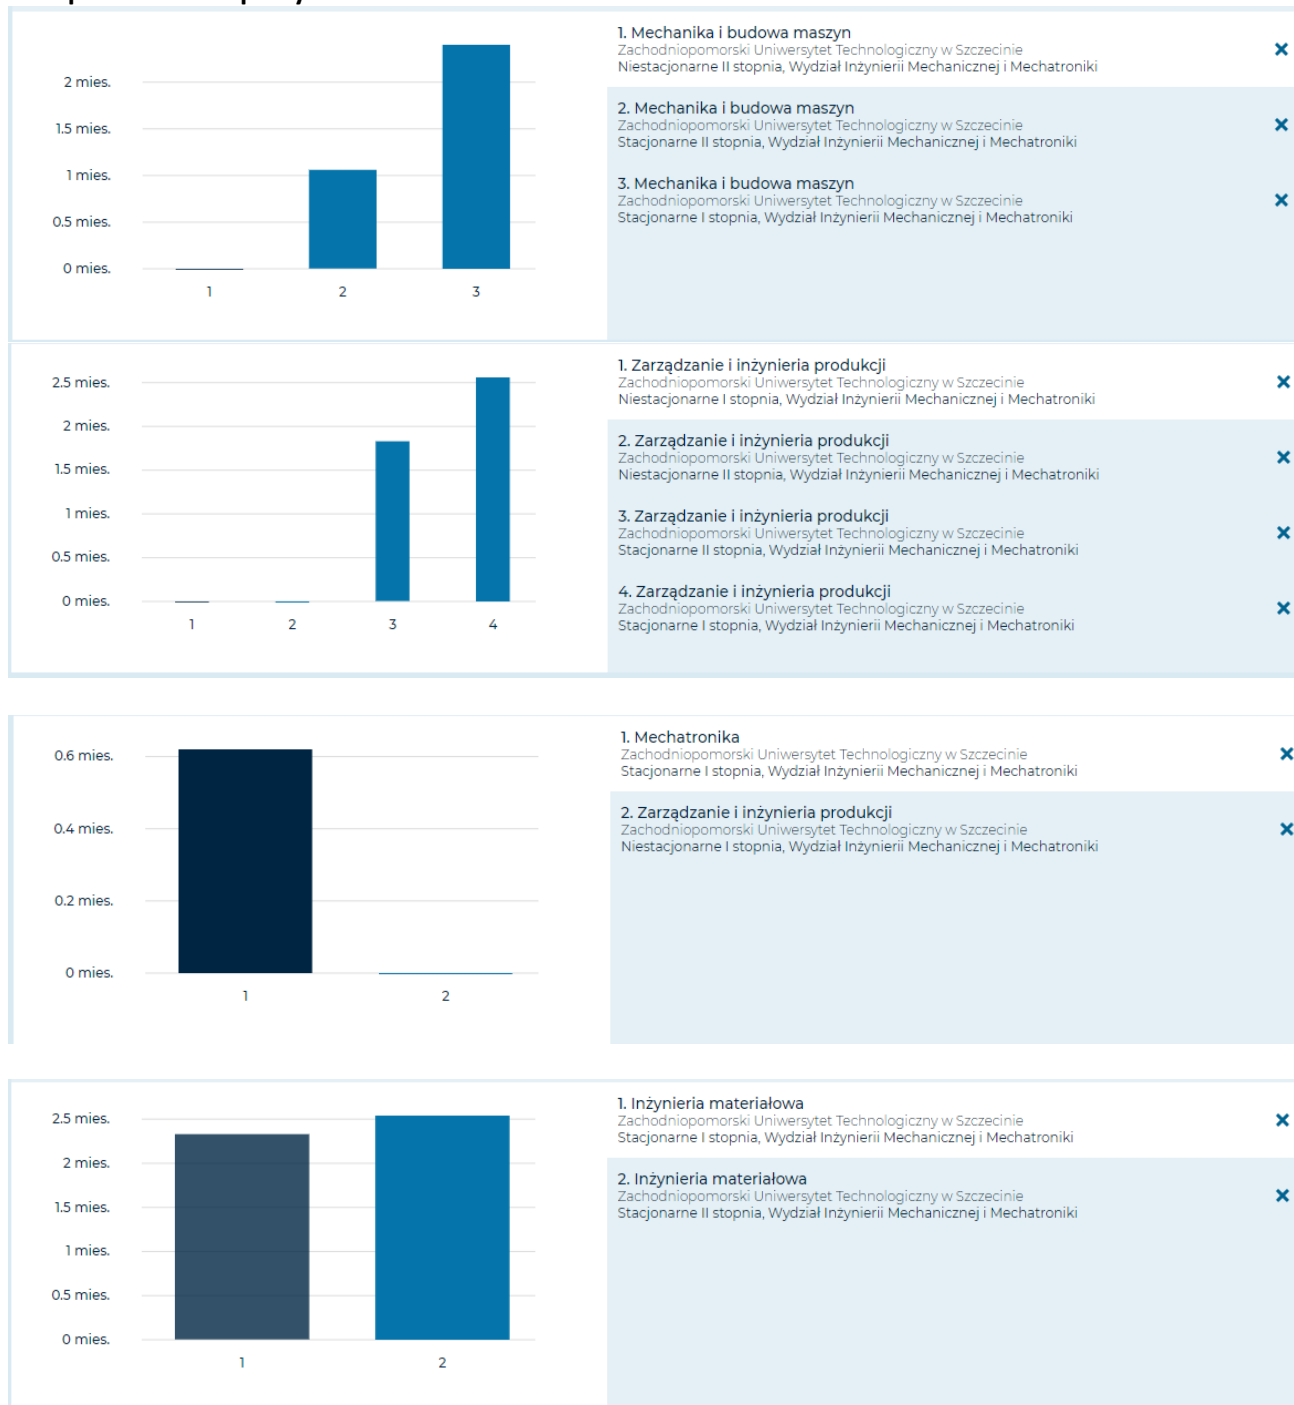 2 mies.
1.5 mies.
1 mies.
0.5 mies.
0 mies.
1 2 3
1. Mechanika i budowa maszyn
Zachodniopomorski Uniwersytet Technologiczny w Szczecinie
Niestacjonarne II stopnia, Wydział Inżynierii Mechanicznej i Mechatroniki
2. Mechanika i budowa maszyn
Zachodniopomorski Uniwersytet Technologiczny w Szczecinie
Stacjonarne II stopnia, Wydział Inżynierii Mechanicznej i Mechatroniki
3. Mechanika i budowa maszyn
Zachodniopomorski Uniwersytet Technologiczny w Szczecinie
Stacjonarne I stopnia, Wydział Inżynierii Mechanicznej i Mechatroniki
2.5 mies.
2 mies.
1.5 mies.
1 mies.
0.5 mies.
0 mies.
1 2 3 4
1. Zarządzanie i inżynieria produkcji
Zachodniopomorski Uniwersytet Technologiczny w Szczecinie
Niestacjonarne I stopnia, Wydział Inżynierii Mechanicznej i Mechatroniki
2. Zarządzanie i inżynieria produkcji
Zachodniopomorski Uniwersytet Technologiczny w Szczecinie
Niestacjonarne II stopnia, Wydział Inżynierii Mechanicznej i Mechatroniki
3. Zarządzanie i inżynieria produkcji
Zachodniopomorski Uniwersytet Technologiczny w Szczecinie
Stacjonarne II stopnia, Wydział Inżynierii Mechanicznej i Mechatroniki
4. Zarządzanie i inżynieria produkcji
Zachodniopomorski Uniwersytet Technologiczny w Szczecinie
Stacjonarne I stopnia, Wydział Inżynierii Mechanicznej i Mechatroniki
0.6 mies.
0.4 mies.
0.2 mies.
0 mies.
1 2
1. Mechatronika
Zachodniopomorski Uniwersytet Technologiczny w Szczecinie
Stacjonarne I stopnia, Wydział Inżynierii Mechanicznej i Mechatroniki
2. Zarządzanie i inżynieria produkcji
Zachodniopomorski Uniwersytet Technologiczny w Szczecinie
Niestacjonarne I stopnia, Wydział Inżynierii Mechanicznej i Mechatroniki
2.5 mies.
2 mies.
1.5 mies.
1 mies.
0.5 mies.
0 mies.
1 2
1. Inżynieria materiałowa
Zachodniopomorski Uniwersytet Technologiczny w Szczecinie
Stacjonarne I stopnia, Wydział Inżynierii Mechanicznej i Mechatroniki
2. Inżynieria materiałowa
Zachodniopomorski Uniwersytet Technologiczny w Szczecinie
Stacjonarne II stopnia, Wydział Inżynierii Mechanicznej i Mechatroniki